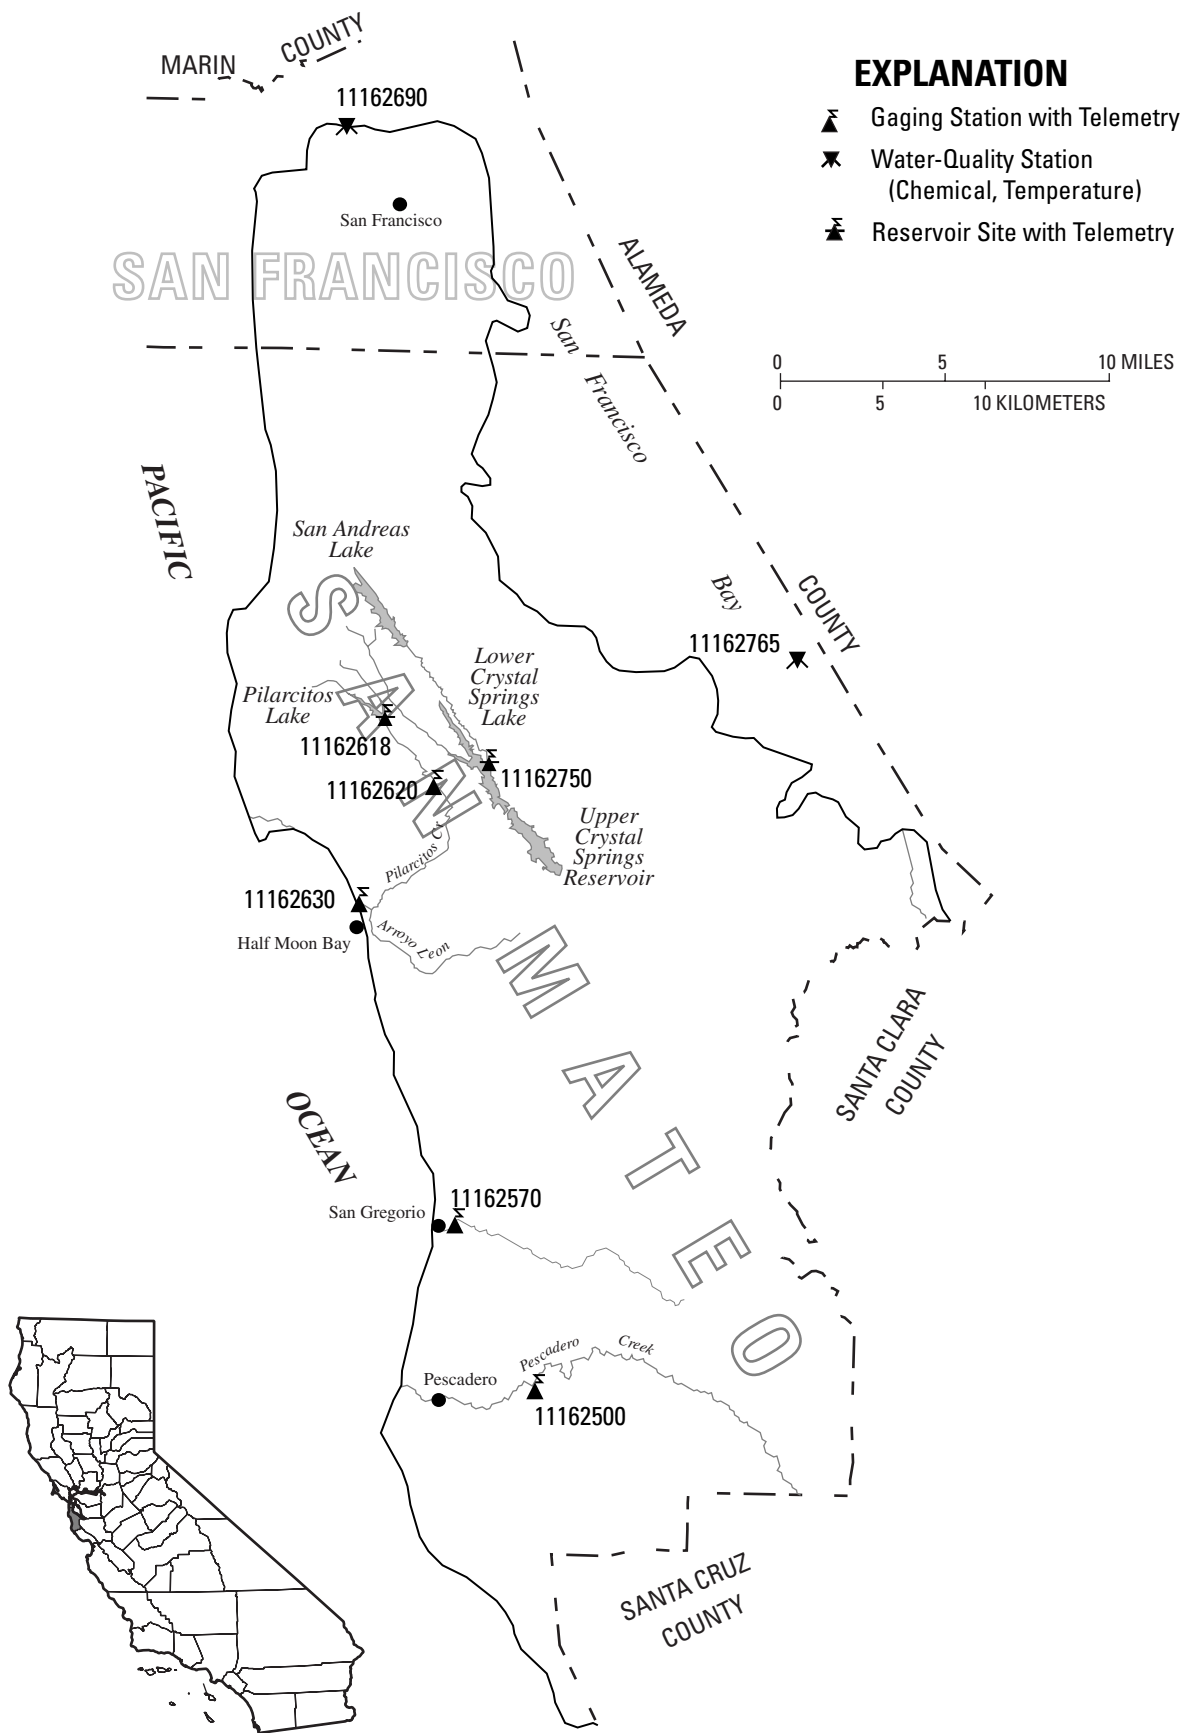 MARIN COUNTY
11162690
San Francisco
SAN FRANCISCO
EXPLANATION
Gaging Station with Telemetry
Water-Quality Station
(Chemical, Temperature)
Reservoir Site with Telemetry
ALAMEDA
COUNTY
0 5 10 MILES
0 5 10 KILOMETERS
San
Francisco
Bay
PACIFIC
OCEAN
San Andreas
Lake
SAN
MATEO
11162765
Lower
Crystal
Springs
Lake
Pilarcitos
Lake
11162618
11162620
11162750
Upper
Crystal
Springs
Reservoir
Pilarcitos Cr
11162630
Half Moon Bay
Arroyo Leon
SANTA CLARA
COUNTY
11162570
San Gregorio
Pescadero Creek
Pescadero
11162500
SANTA CRUZ
COUNTY